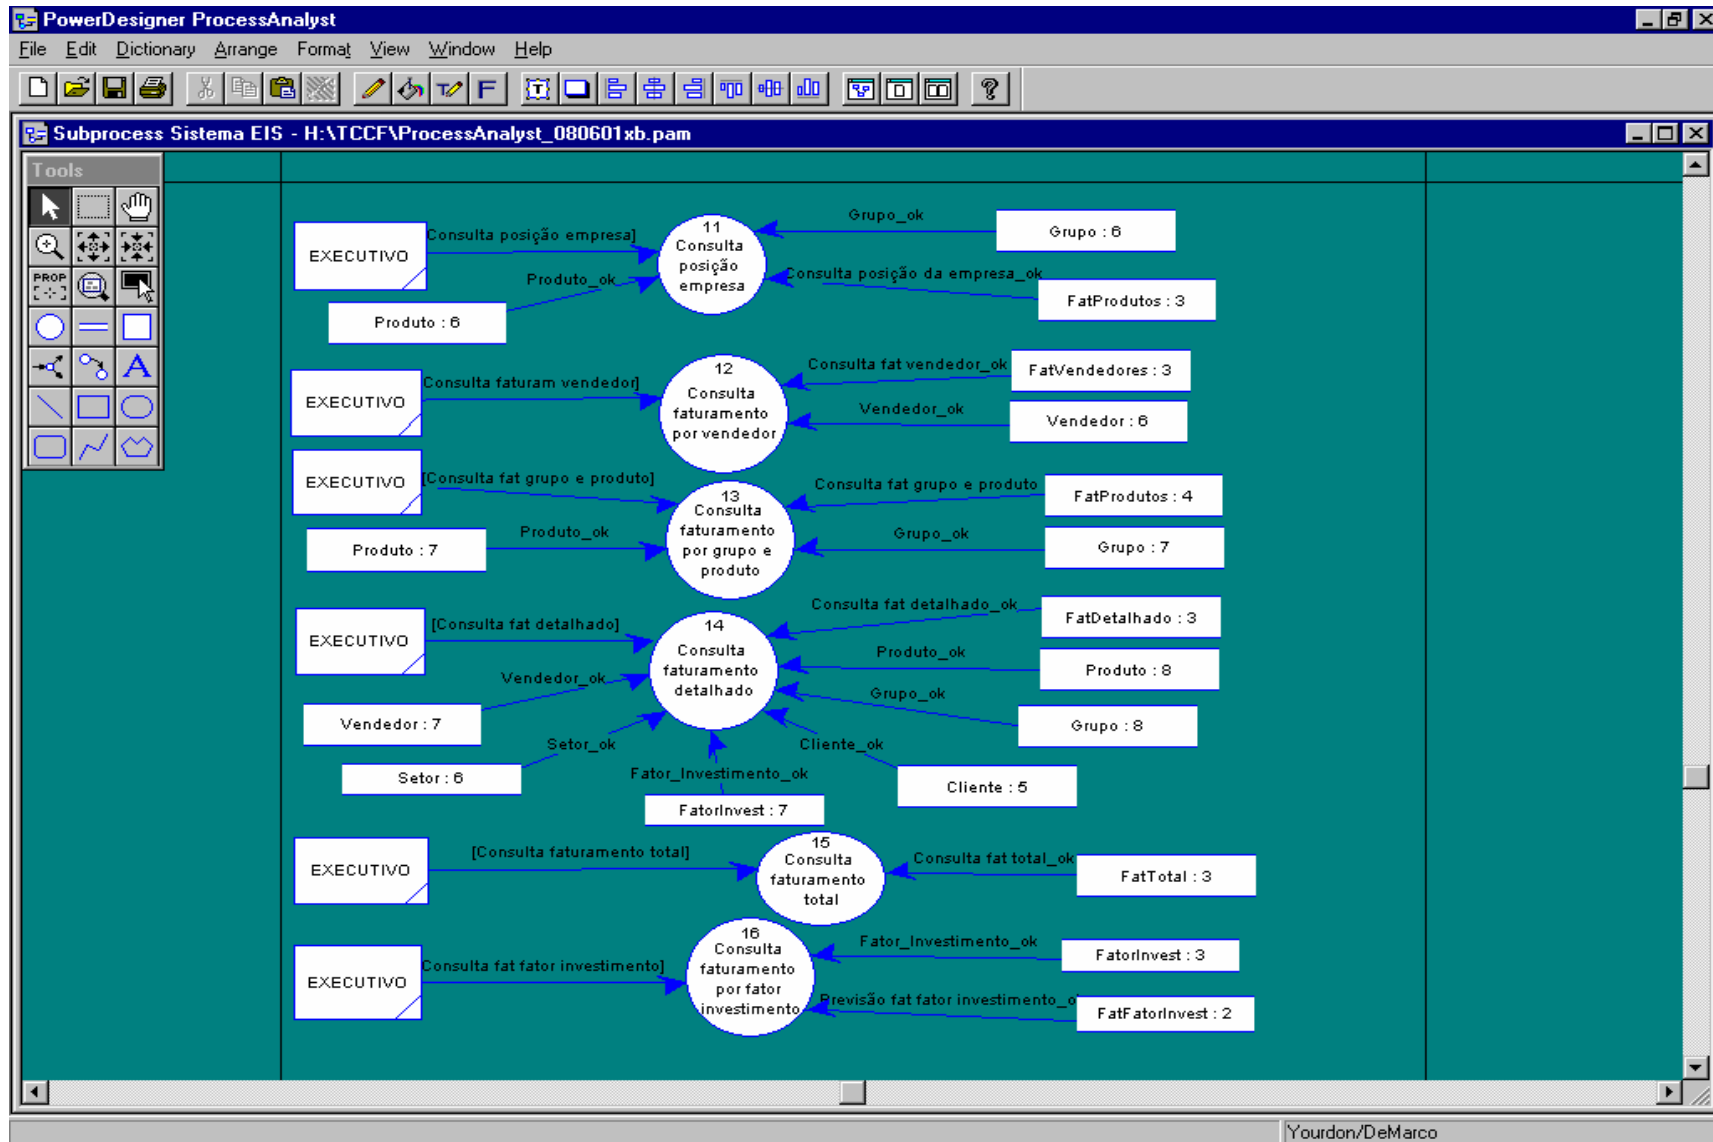 PowerDesigner ProcessAnalyst
File Edit Dictionary Arrange Format View Window Help
Subprocess Sistema EIS - H:\TCCF\ProcessAnalyst_080601xb.pam
Tools
PROP
A
EXECUTIVO
Consulta posição empresa]
Produto_ok
Produto : 6
11
Consulta
posição
empresa
Grupo_ok
Grupo : 6
Consulta posição da empresa_ok
FatProdutos : 3
EXECUTIVO
Consulta faturam vendedor]
12
Consulta
faturamento
por vendedor
Consulta fat vendedor_ok
FatVendedores : 3
Vendedor_ok
Vendedor : 6
EXECUTIVO
[Consulta fat grupo e produto]
Produto_ok
Produto : 7
13
Consulta
faturamento
por grupo e
produto
Consulta fat grupo e produto
FatProdutos : 4
Grupo_ok
Grupo : 7
EXECUTIVO
[Consulta fat detalhado]
Vendedor_ok
Vendedor : 7
Setor_ok
Setor : 6
14
Consulta
faturamento
detalhado
Fator_Investimento_ok
FatorInvest : 7
Consulta fat detalhado_ok
FatDetalhado : 3
Produto_ok
Produto : 8
Grupo_ok
Grupo : 8
Cliente_ok
Cliente : 5
EXECUTIVO
[Consulta faturamento total]
15
Consulta
faturamento
total
Consulta fat total_ok
FatTotal : 3
EXECUTIVO
Consulta fat fator investimento]
16
Consulta
faturamento
por fator
investimento
Fator_Investimento_ok
FatorInvest : 3
Previsão fat fator investimento_o
FatFatorInvest : 2
Yourdon/DeMarco